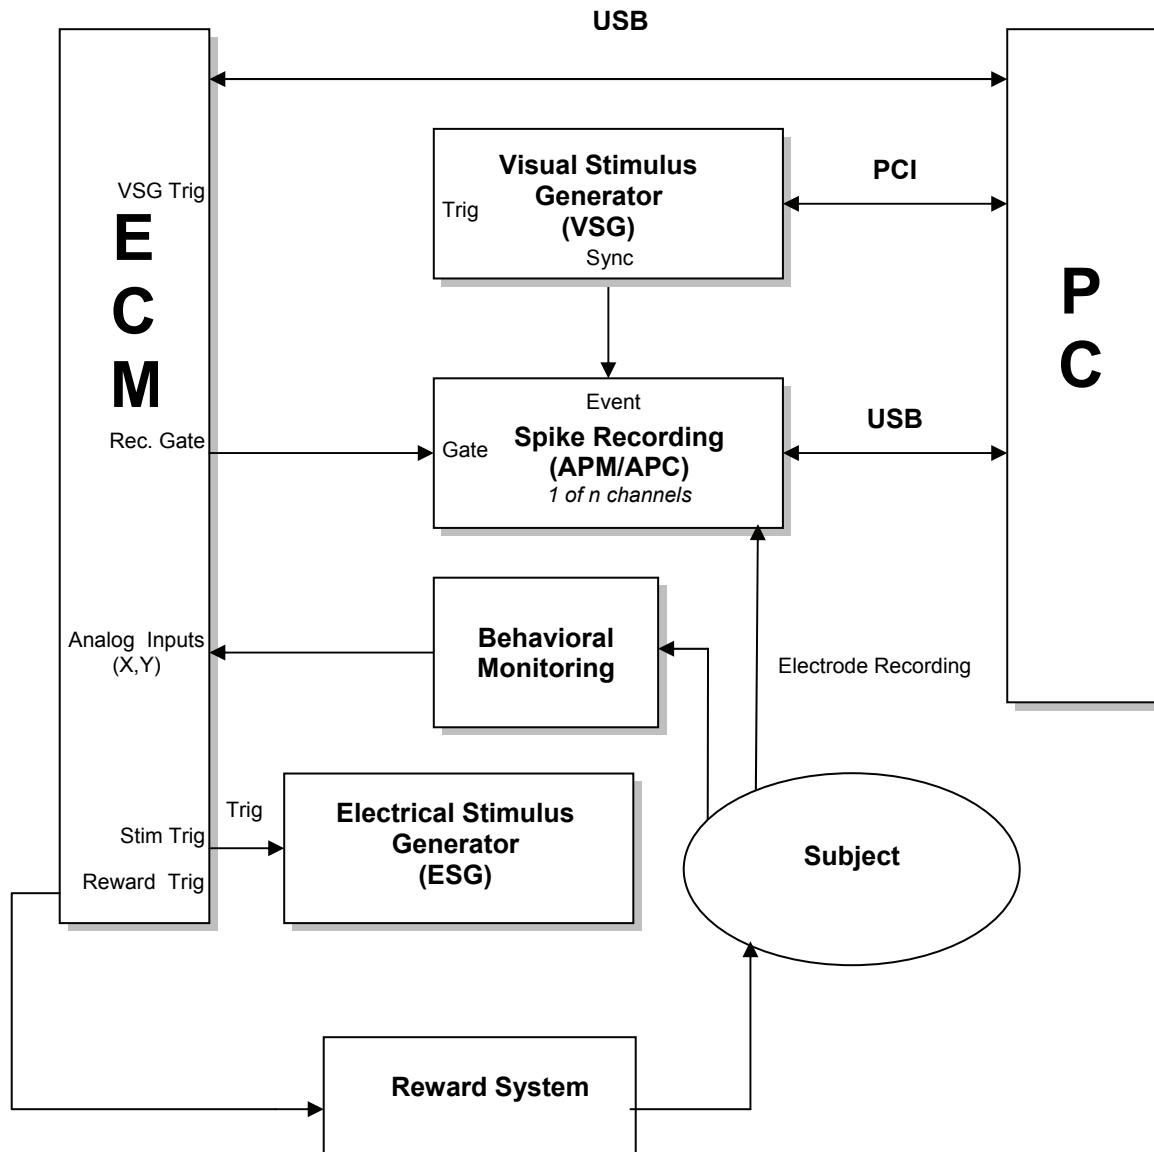 USB
VSG Trig
E
C
M
Visual Stimulus
Generator
(VSG)
Trig
Sync
PCI
P
C
Rec. Gate
Event
Gate
Spike Recording
(APM/APC)
1 of n channels
USB
Analog Inputs
(X,Y)
Behavioral
Monitoring
Electrode Recording
Stim Trig
Reward Trig
Trig
Electrical Stimulus
Generator
(ESG)
Subject
Reward System